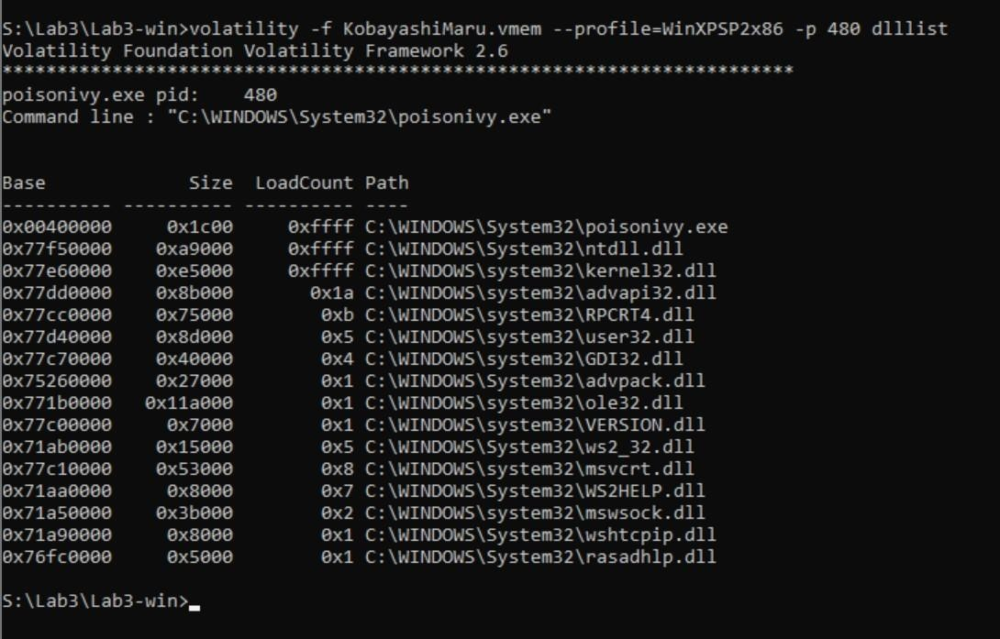 S:\Lab3\Lab3-win>volatility -f KobayashiMaru.vmem --profile=WinXPSP2x86 -p 480 dlllist
Volatility Foundation Volatility Framework 2.6
************************************************************************
poisonivy.exe pid:    480
Command line : "C:\WINDOWS\System32\poisonivy.exe"


Base             Size  LoadCount Path
---------- ---------- ---------- ----
0x00400000     0x1c00     0xffff C:\WINDOWS\System32\poisonivy.exe
0x77f50000    0xa9000     0xffff C:\WINDOWS\System32\ntdll.dll
0x77e60000    0xe5000     0xffff C:\WINDOWS\system32\kernel32.dll
0x77dd0000    0x8b000       0x1a C:\WINDOWS\system32\advapi32.dll
0x77cc0000    0x75000        0xb C:\WINDOWS\system32\RPCRT4.dll
0x77d40000    0x8d000        0x5 C:\WINDOWS\system32\user32.dll
0x77c70000    0x40000        0x4 C:\WINDOWS\system32\GDI32.dll
0x75260000    0x27000        0x1 C:\WINDOWS\System32\advpack.dll
0x771b0000   0x11a000        0x1 C:\WINDOWS\system32\ole32.dll
0x77c00000     0x7000        0x1 C:\WINDOWS\system32\VERSION.dll
0x71ab0000    0x15000        0x5 C:\WINDOWS\System32\ws2_32.dll
0x77c10000    0x53000        0x8 C:\WINDOWS\system32\msvcrt.dll
0x71aa0000     0x8000        0x7 C:\WINDOWS\System32\WS2HELP.dll
0x71a50000    0x3b000        0x2 C:\WINDOWS\system32\mswsock.dll
0x71a90000     0x8000        0x1 C:\WINDOWS\System32\wshtcpip.dll
0x76fc0000     0x5000        0x1 C:\WINDOWS\System32\rasadhlp.dll

S:\Lab3\Lab3-win>